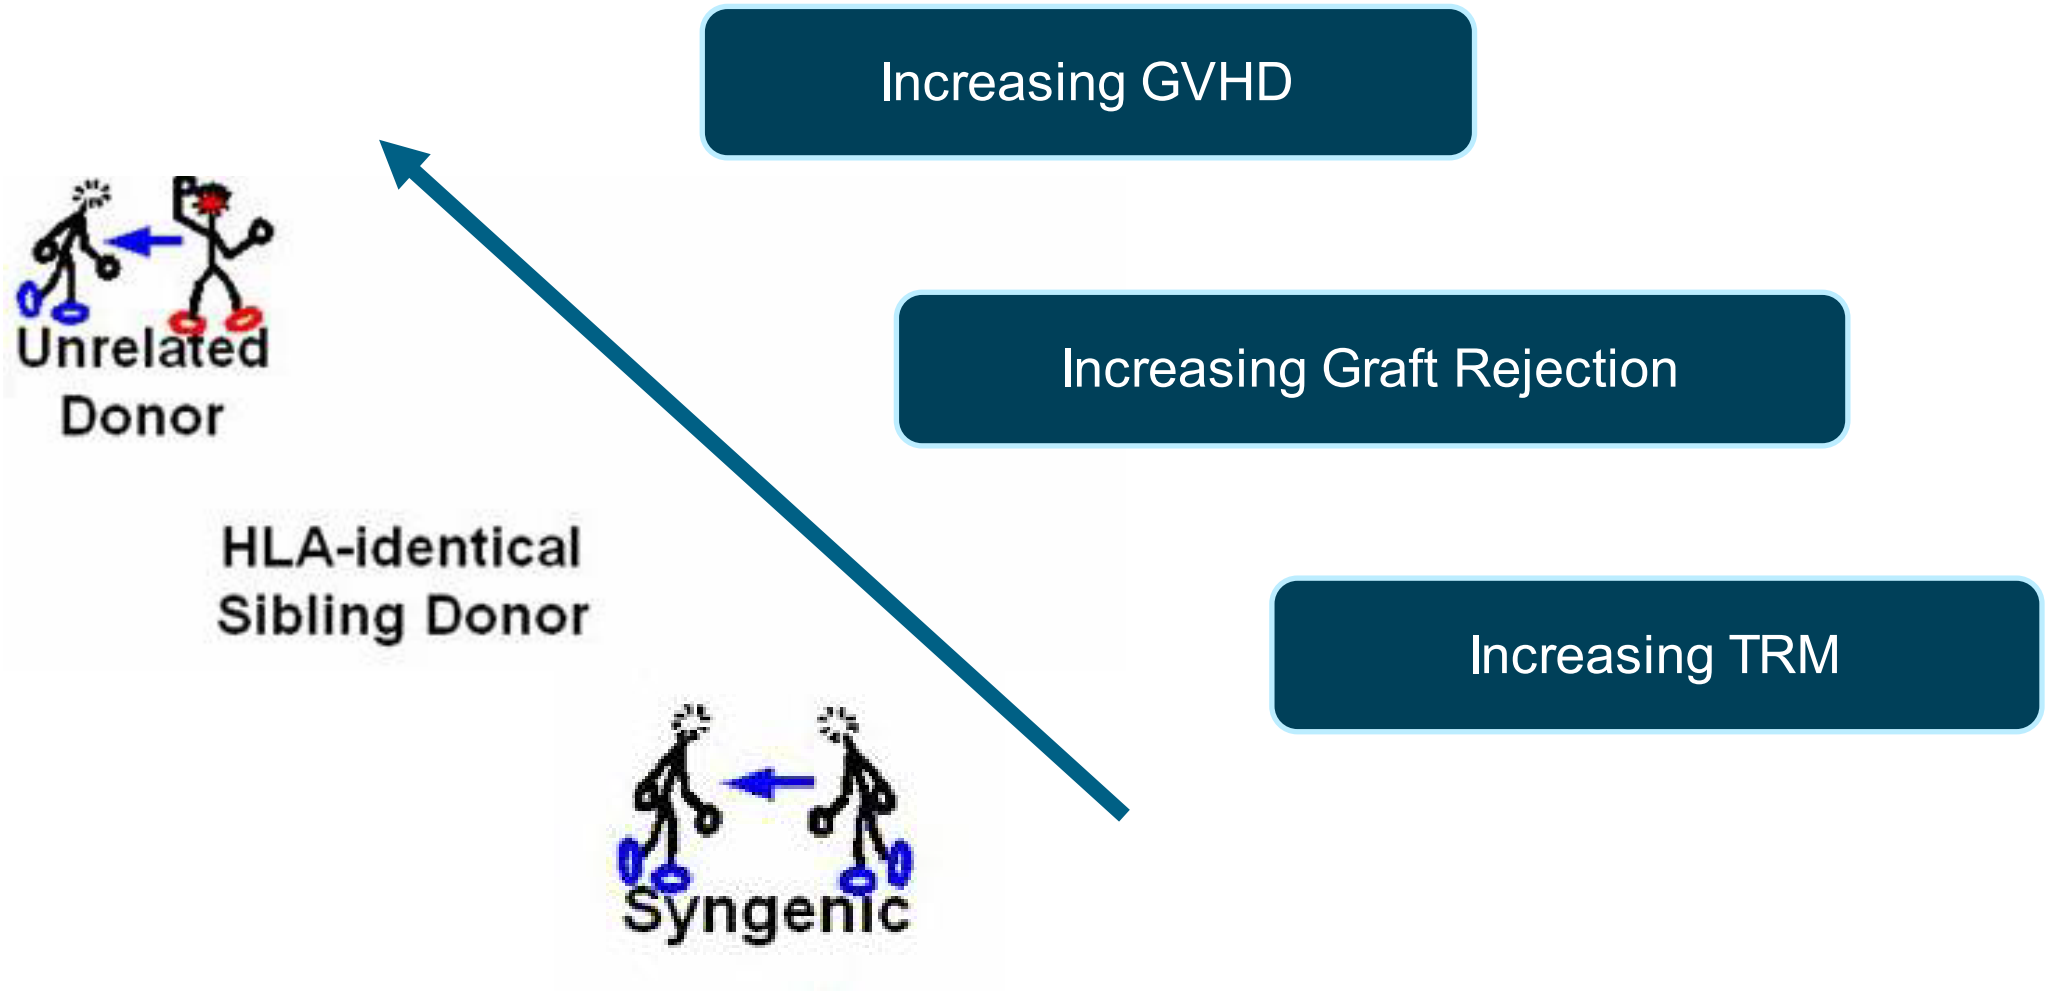 Increasing GVHD
Unrelated
Donor
Increasing Graft Rejection
HLA-identical
Sibling Donor
Increasing TRM
Syngenic